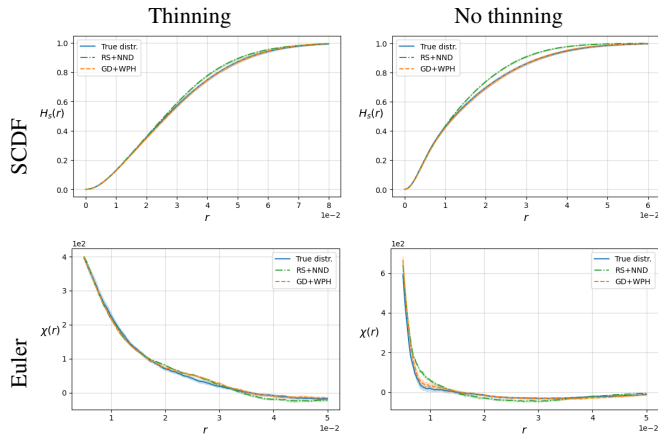 Thinning
No thinning
SCDF
H_s(r)
1.0
0.8
0.6
0.4
0.2
0.0
True distr.
RS+NND
GD+WPH
0 1 2 3 4 5 6 7 8
r
1e−2
H_s(r)
1.0
0.8
0.6
0.4
0.2
0.0
True distr.
RS+NND
GD+WPH
0 1 2 3 4 5 6
r
1e−2
Euler
1e2
χ(r)
4
3
2
1
0
True distr.
RS+NND
GD+WPH
1 2 3 4 5
r
1e−2
1e2
χ(r)
6
4
2
0
True distr.
RS+NND
GD+WPH
1 2 3 4 5
r
1e−2